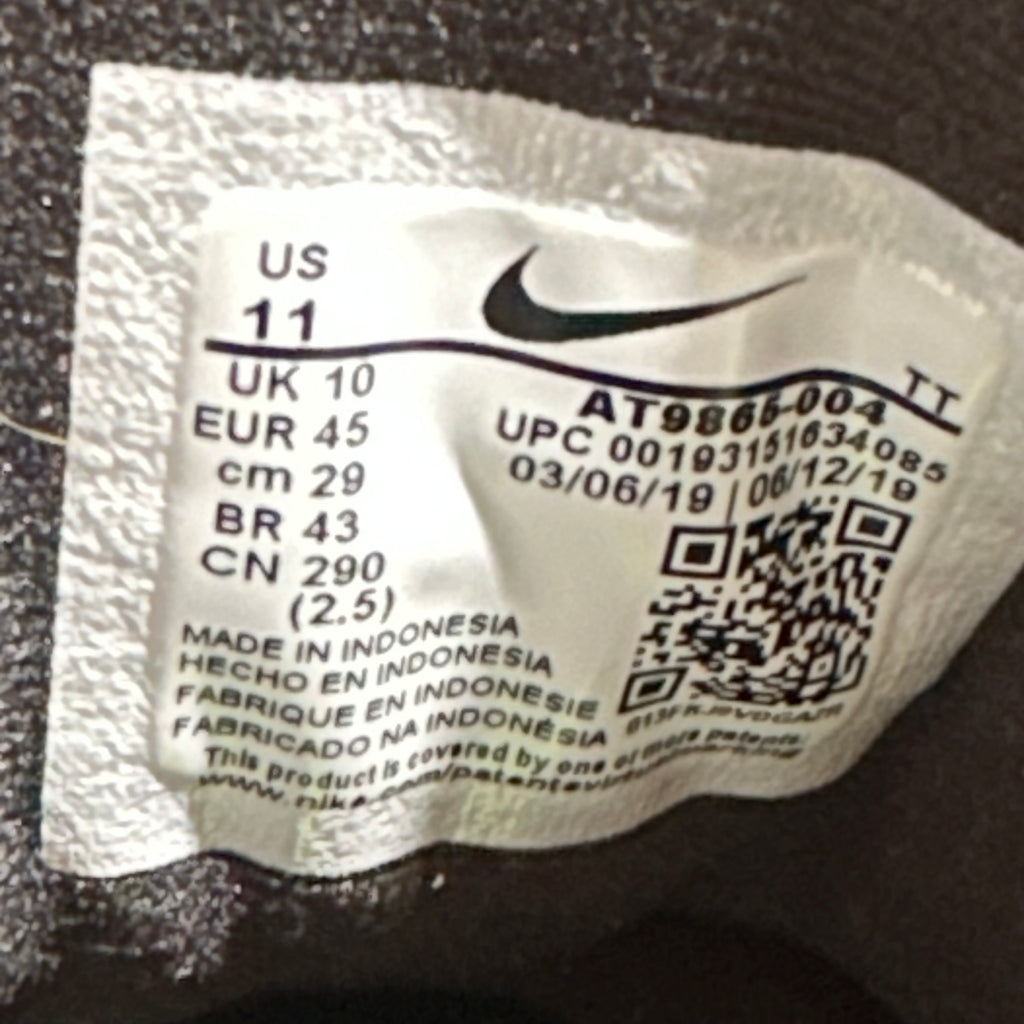 US
11
TT
UK 10
EUR 45
cm 29
BR 43
CN 290
(2.5)
AT9865-004
UPC 00193151634085
03/06/19 | 06/12/19
MADE IN INDONESIA
HECHO EN INDONESIA
FABRIQUE EN INDONESIE
FABRICADO NA INDONÉSIA
This product is covered by one or more patents.